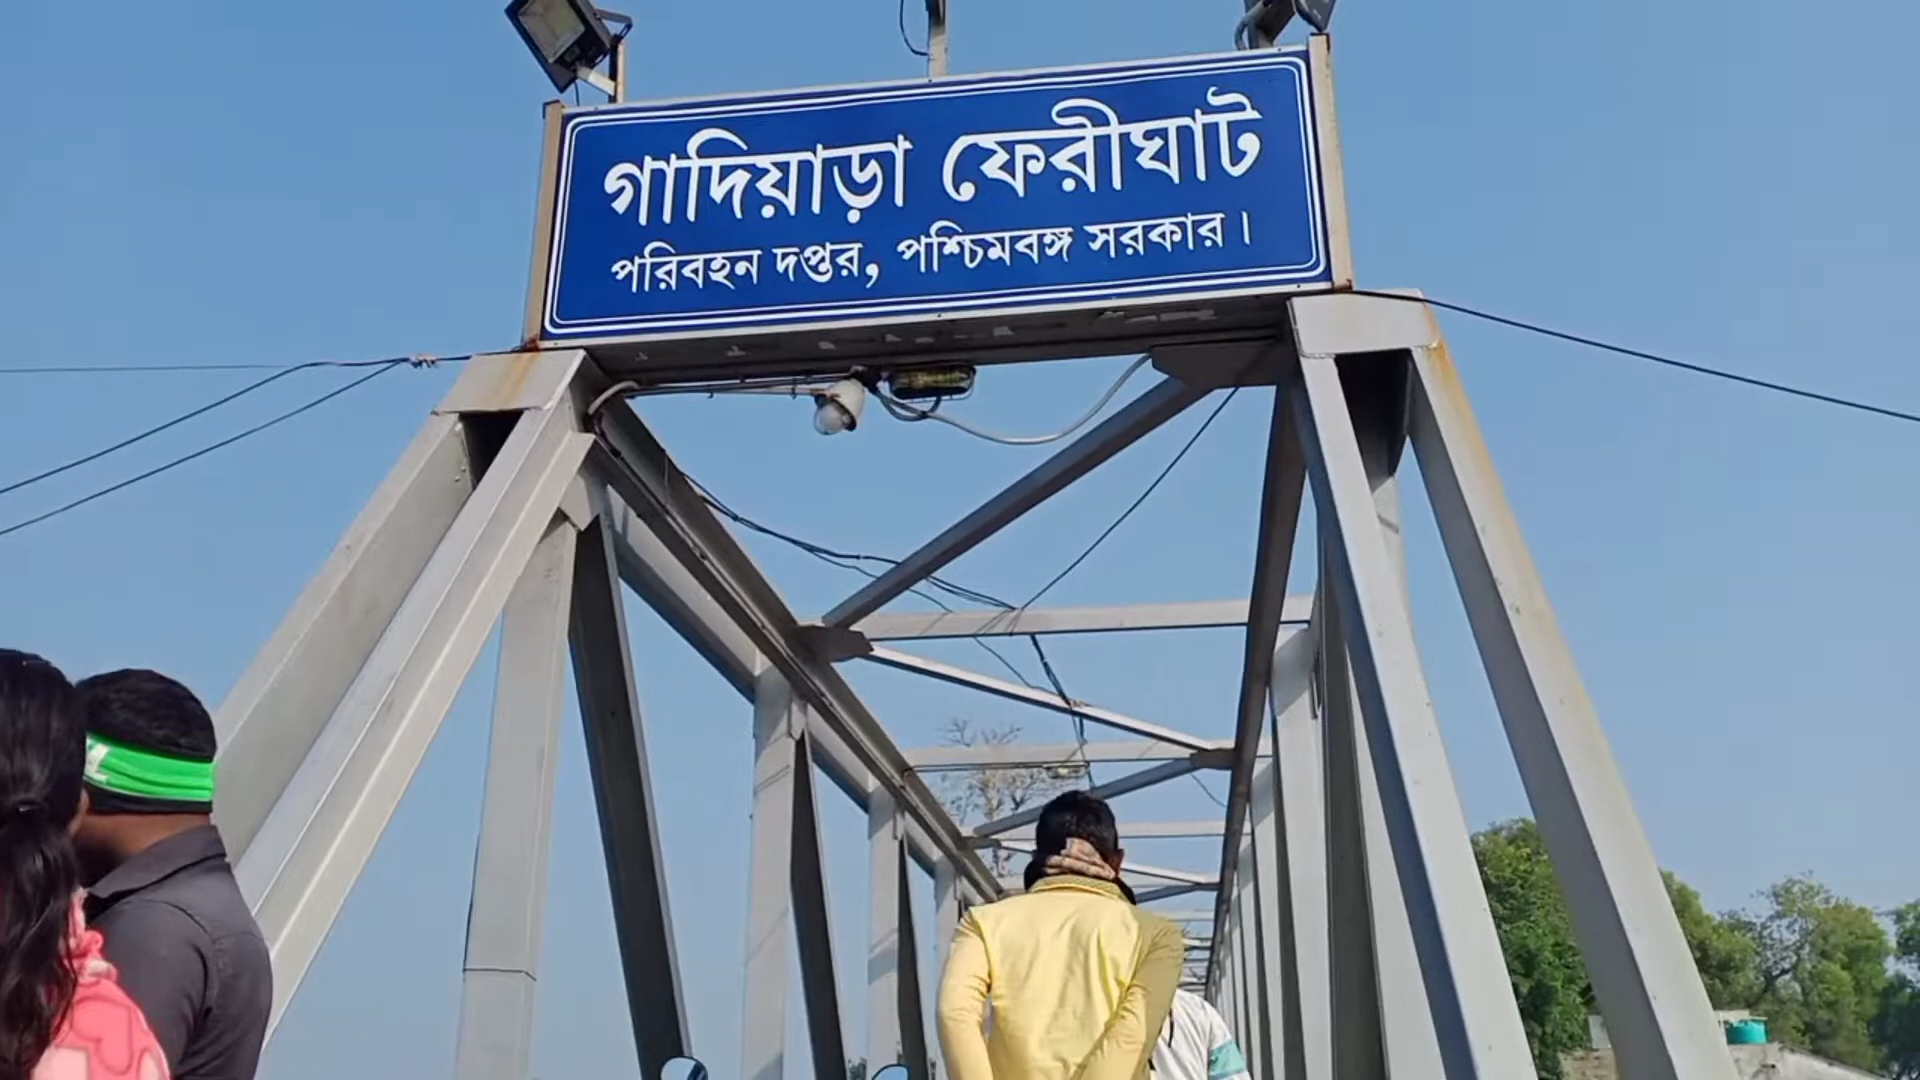 গাদিয়াড়া ফেরীঘাট
পরিবহন দপ্তর, পশ্চিমবঙ্গ সরকার।